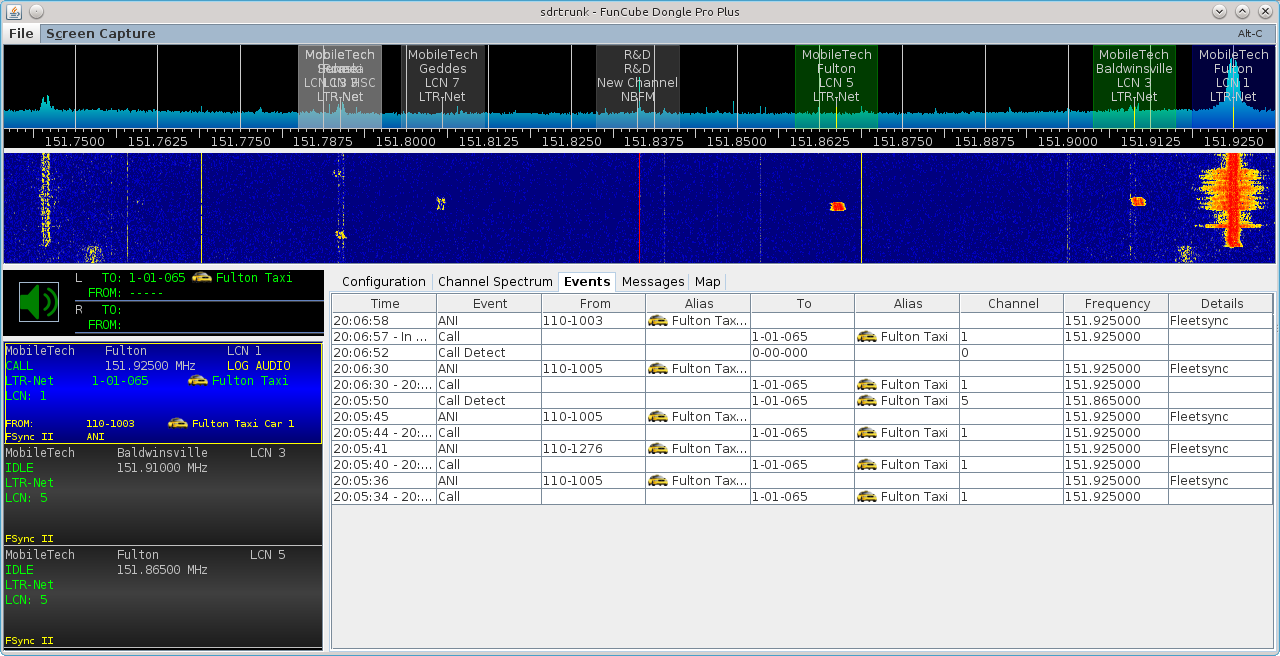 sdrtrunk - FunCube Dongle Pro Plus
File Screen Capture Alt-C
MobileTech MobileTech R&D MobileTech MobileTech MobileTech
Geddes R&D Fulton Baldwinsville Fulton
LCN 7 New Channel LCN 5 LCN 3 LCN 1
LTR-Net LTR-Net NBFM LTR-Net LTR-Net LTR-Net
151.7500 151.7625 151.7750 151.7875 151.8000 151.8125 151.8250 151.8375 151.8500 151.8625 151.8750 151.8875 151.9000 151.9125 151.9250
L TO: 1-01-065 Fulton Taxi
FROM: -----
R TO:
FROM:
MobileTech Fulton LCN 1
CALL 151.92500 MHz LOG AUDIO
LTR-Net 1-01-065 Fulton Taxi
LCN: 1
FROM: 110-1003 Fulton Taxi Car 1
FSync II ANI
MobileTech Baldwinsville LCN 3
IDLE 151.91000 MHz
LTR-Net
LCN: 5
FSync II
MobileTech Fulton LCN 5
IDLE 151.86500 MHz
LTR-Net
LCN: 5
FSync II
Configuration Channel Spectrum Events Messages Map
Time Event From Alias To Alias Channel Frequency Details
20:06:58 ANI 110-1003 Fulton Tax... 151.925000 Fleetsync
20:06:57 - In ... Call 1-01-065 Fulton Taxi 1 151.925000
20:06:52 Call Detect 0-00-000 0
20:06:30 ANI 110-1005 Fulton Tax... 151.925000 Fleetsync
20:06:30 - 20:... Call 1-01-065 Fulton Taxi 1 151.925000
20:05:50 Call Detect 1-01-065 Fulton Taxi 5 151.865000
20:05:45 ANI 110-1005 Fulton Tax... 151.925000 Fleetsync
20:05:44 - 20:... Call 1-01-065 Fulton Taxi 1 151.925000
20:05:41 ANI 110-1276 Fulton Tax... 151.925000 Fleetsync
20:05:40 - 20:... Call 1-01-065 Fulton Taxi 1 151.925000
20:05:36 ANI 110-1005 Fulton Tax... 151.925000 Fleetsync
20:05:34 - 20:... Call 1-01-065 Fulton Taxi 1 151.925000